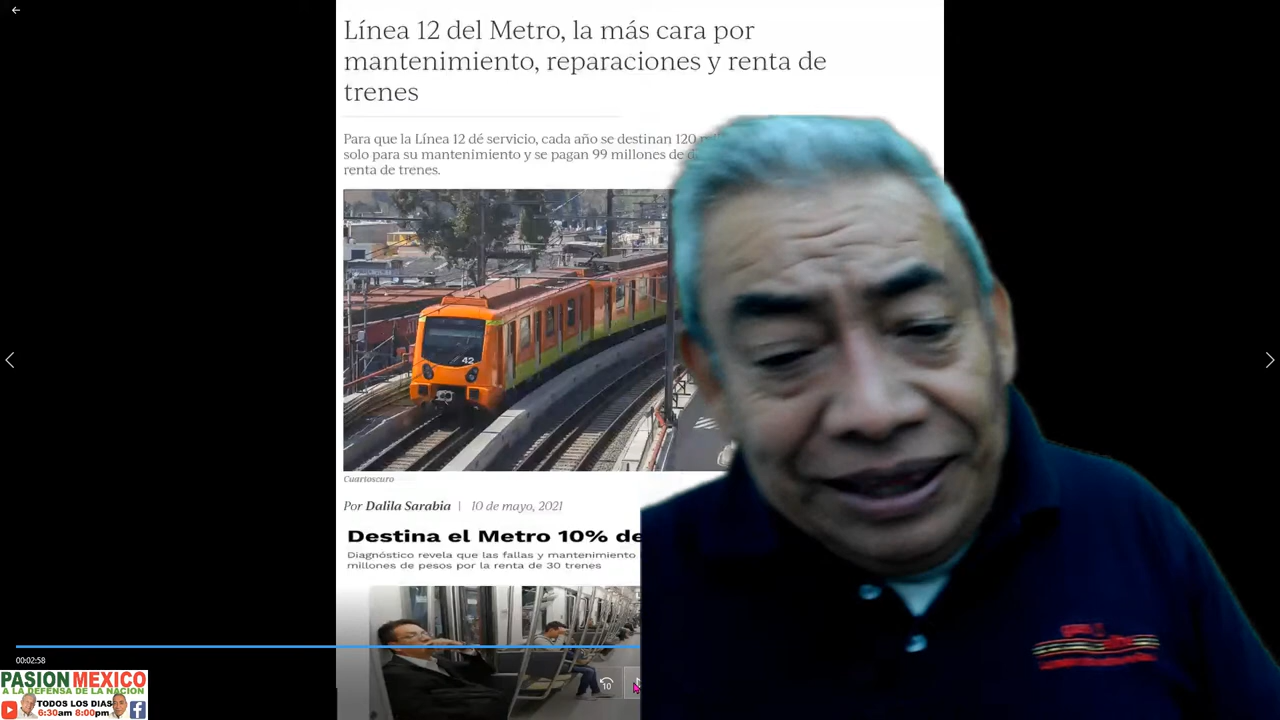 Línea 12 del Metro, la más cara por
mantenimiento, reparaciones y renta de
trenes
Para que la Línea 12 dé servicio, cada año se destinan 120
solo para su mantenimiento y se pagan 99 millones de
renta de trenes.
42
Cuartoscuro
Por Dalila Sarabia | 10 de mayo, 2021
Destina el Metro 10% de
Diagnóstico revela que las fallas y mantenimiento
millones de pesos por la renta de 30 trenes
00:02:58
10
PASION MEXICO
A LA DEFENSA DE LA NACION
TODOS LOS DIAS
6:30am 8:00pm